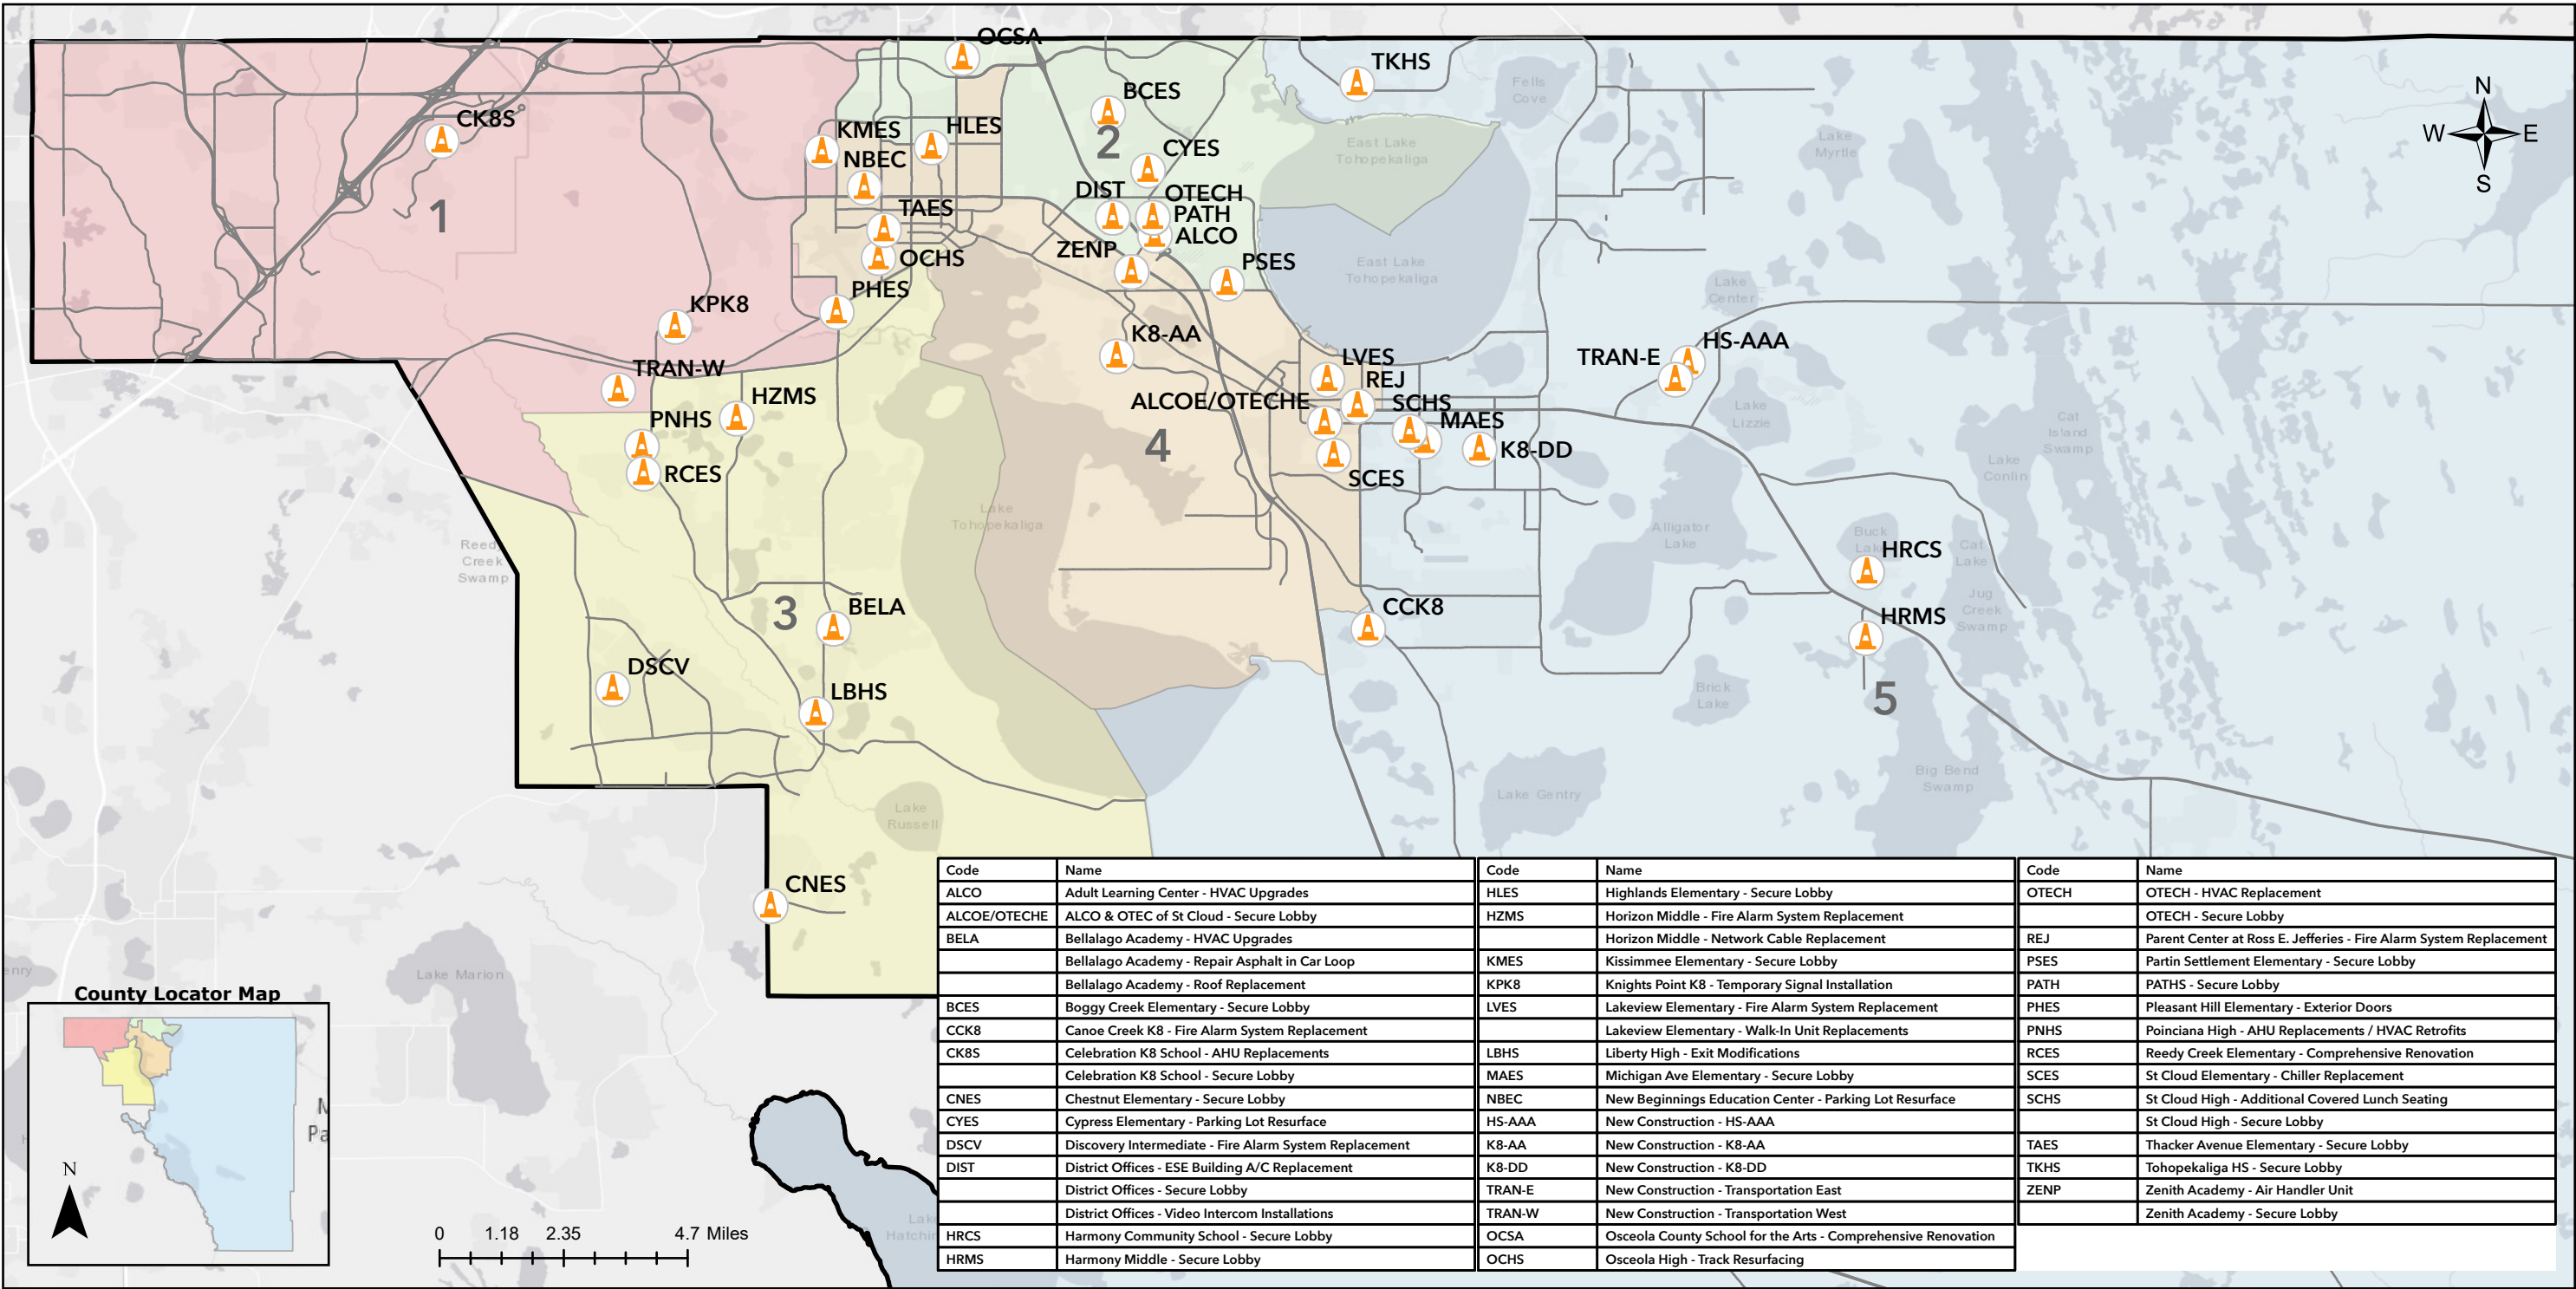 OCSA
TKHS
BCES
CK8S
KMES
HLES
NBEC
2
CYES
DIST
OTECH
PATH
ALCO
TAES
1
ZENP
OCHS
PSES
PHES
KPK8
K8-AA
HS-AAA
TRAN-E
LVES
REJ
TRAN-W
HZMS
ALCOE/OTECHE
SCHS
MAES
PNHS
4
K8-DD
RCES
SCES
HRCS
3
BELA
CCK8
HRMS
DSCV
LBHS
5
CNES
N
W
E
S
Fells
Cove
East Lake
Tohopekaliga
Lake
Myrtle
East Lake
Tohopekaliga
Lake
Center
Lake
Lizzie
Cat
Island
Swamp
Lake
Conlin
Lake
Tohopekaliga
Alligator
Lake
Buck
Lake
Cat
Lake
Jug
Creek
Swamp
Reedy
Creek
Swamp
Brick
Lake
Big Bend
Swamp
Lake Gentry
Lake
Russell
Lake Marion
County Locator Map
N
0 1.18 2.35 4.7 Miles
Code Name
ALCO Adult Learning Center - HVAC Upgrades
ALCOE/OTECHE ALCO & OTEC of St Cloud - Secure Lobby
BELA Bellalago Academy - HVAC Upgrades
Bellalago Academy - Repair Asphalt in Car Loop
Bellalago Academy - Roof Replacement
BCES Boggy Creek Elementary - Secure Lobby
CCK8 Canoe Creek K8 - Fire Alarm System Replacement
CK8S Celebration K8 School - AHU Replacements
Celebration K8 School - Secure Lobby
CNES Chestnut Elementary - Secure Lobby
CYES Cypress Elementary - Parking Lot Resurface
DSCV Discovery Intermediate - Fire Alarm System Replacement
DIST District Offices - ESE Building A/C Replacement
District Offices - Secure Lobby
District Offices - Video Intercom Installations
HRCS Harmony Community School - Secure Lobby
HRMS Harmony Middle - Secure Lobby
Code Name
HLES Highlands Elementary - Secure Lobby
HZMS Horizon Middle - Fire Alarm System Replacement
Horizon Middle - Network Cable Replacement
KMES Kissimmee Elementary - Secure Lobby
KPK8 Knights Point K8 - Temporary Signal Installation
LVES Lakeview Elementary - Fire Alarm System Replacement
Lakeview Elementary - Walk-In Unit Replacements
LBHS Liberty High - Exit Modifications
MAES Michigan Ave Elementary - Secure Lobby
NBEC New Beginnings Education Center - Parking Lot Resurface
HS-AAA New Construction - HS-AAA
K8-AA New Construction - K8-AA
K8-DD New Construction - K8-DD
TRAN-E New Construction - Transportation East
TRAN-W New Construction - Transportation West
OCSA Osceola County School for the Arts - Comprehensive Renovation
OCHS Osceola High - Track Resurfacing
Code Name
OTECH OTECH - HVAC Replacement
OTECH - Secure Lobby
REJ Parent Center at Ross E. Jefferies - Fire Alarm System Replacement
PSES Partin Settlement Elementary - Secure Lobby
PATH PATHS - Secure Lobby
PHES Pleasant Hill Elementary - Exterior Doors
PNHS Poinciana High - AHU Replacements / HVAC Retrofits
RCES Reedy Creek Elementary - Comprehensive Renovation
SCES St Cloud Elementary - Chiller Replacement
SCHS St Cloud High - Additional Covered Lunch Seating
St Cloud High - Secure Lobby
TAES Thacker Avenue Elementary - Secure Lobby
TKHS Tohopekaliga HS - Secure Lobby
ZENP Zenith Academy - Air Handler Unit
Zenith Academy - Secure Lobby